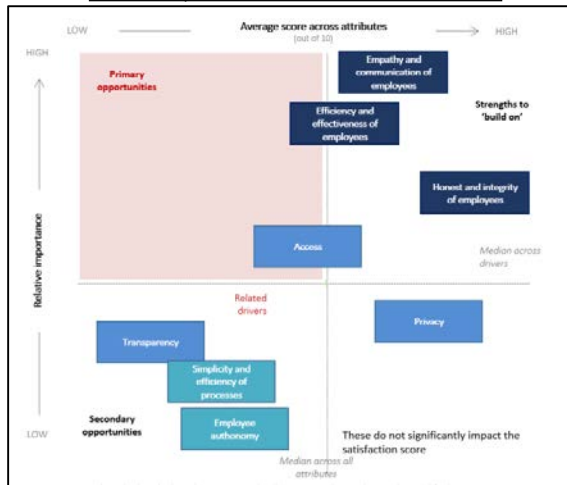 LOW
Average score across attributes
(out of 10)
HIGH
HIGH
Primary
opportunities
Empathy and
communication of
employees
Efficiency and
effectiveness of
employees
Strengths to
'build on'
Honest and integrity
of employees
Relative importance
Access
Median across
drivers
Related
drivers
Privacy
Transparency
Simplicity and
efficiency of
processes
Secondary
opportunities
Employee
authonomy
LOW
These do not significantly impact the
satisfaction score
Median across all
attributes